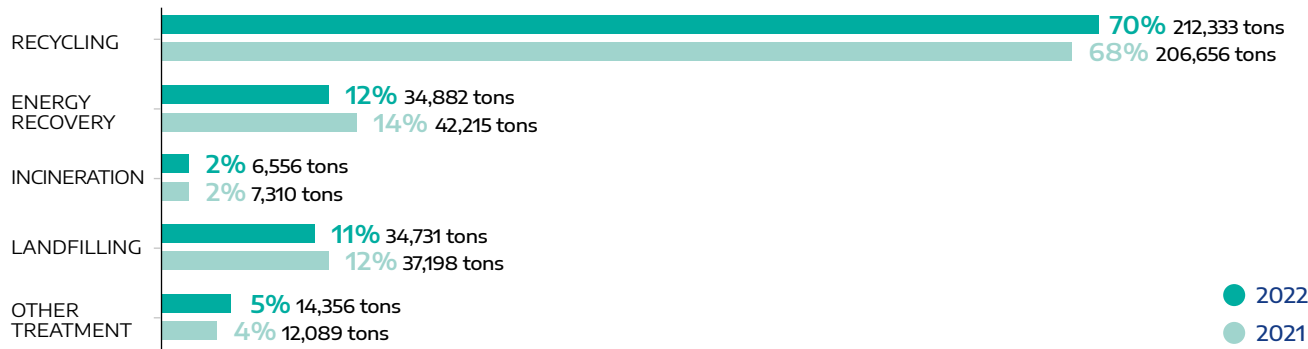 RECYCLING
70% 212,333 tons
68% 206,656 tons
ENERGY
RECOVERY
12% 34,882 tons
14% 42,215 tons
INCINERATION
2% 6,556 tons
2% 7,310 tons
LANDFILLING
11% 34,731 tons
12% 37,198 tons
OTHER
TREATMENT
5% 14,356 tons
4% 12,089 tons
2022
2021